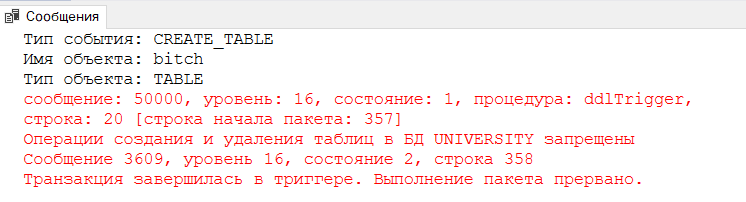 Сообщения
Тип события: CREATE_TABLE
Имя объекта: bitch
Тип объекта: TABLE
сообщение: 50000, уровень: 16, состояние: 1, процедура: ddlTrigger,
строка: 20 [строка начала пакета: 357]
Операции создания и удаления таблиц в БД UNIVERSITY запрещены
Сообщение 3609, уровень 16, состояние 2, строка 358
Транзакция завершилась в триггере. Выполнение пакета прервано.